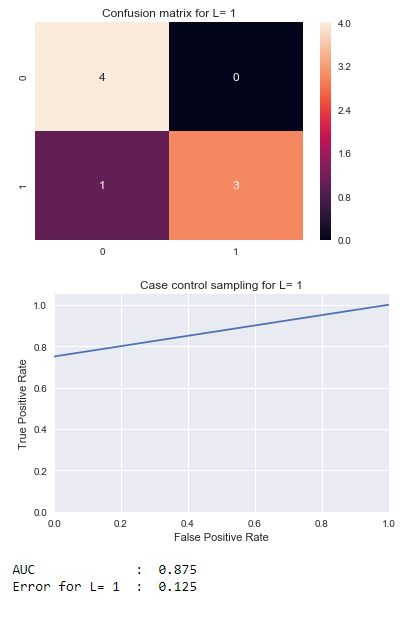 Confusion matrix for L= 1
4.0
0
4
0
3.2
2.4
1.6
1
1
3
0.8
0.0
0
1
Case control sampling for L= 1
1.0
0.8
0.6
0.4
0.2
0.0
True Positive Rate
0.0 0.2 0.4 0.6 0.8 1.0
False Positive Rate
AUC : 0.875
Error for L= 1 : 0.125